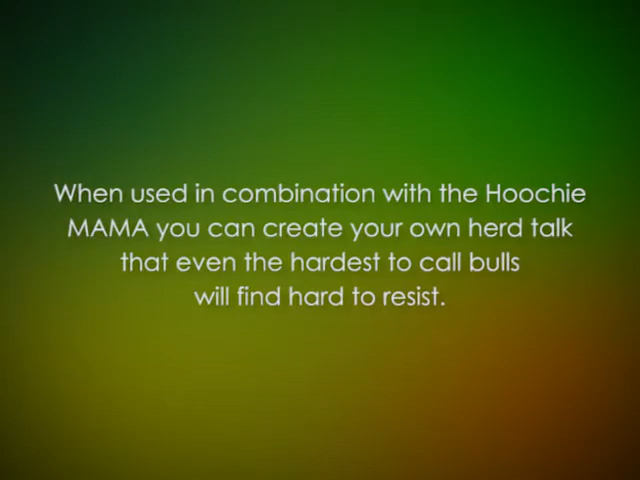 When used in combination with the Hoochie
MAMA you can create your own herd talk
that even the hardest to call bulls
will find hard to resist.